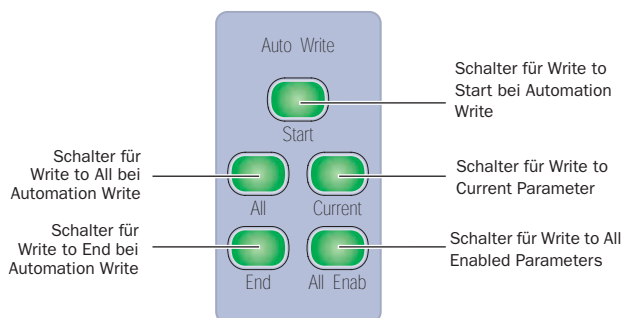 Auto Write
Start
Schalter für Write to
Start bei Automation
Write
Schalter für
Write to All bei
Automation Write
All
Current
Schalter für Write to
Current Parameter
Schalter für
Write to End bei
Automation Write
End
All Enab
Schalter für Write to All
Enabled Parameters